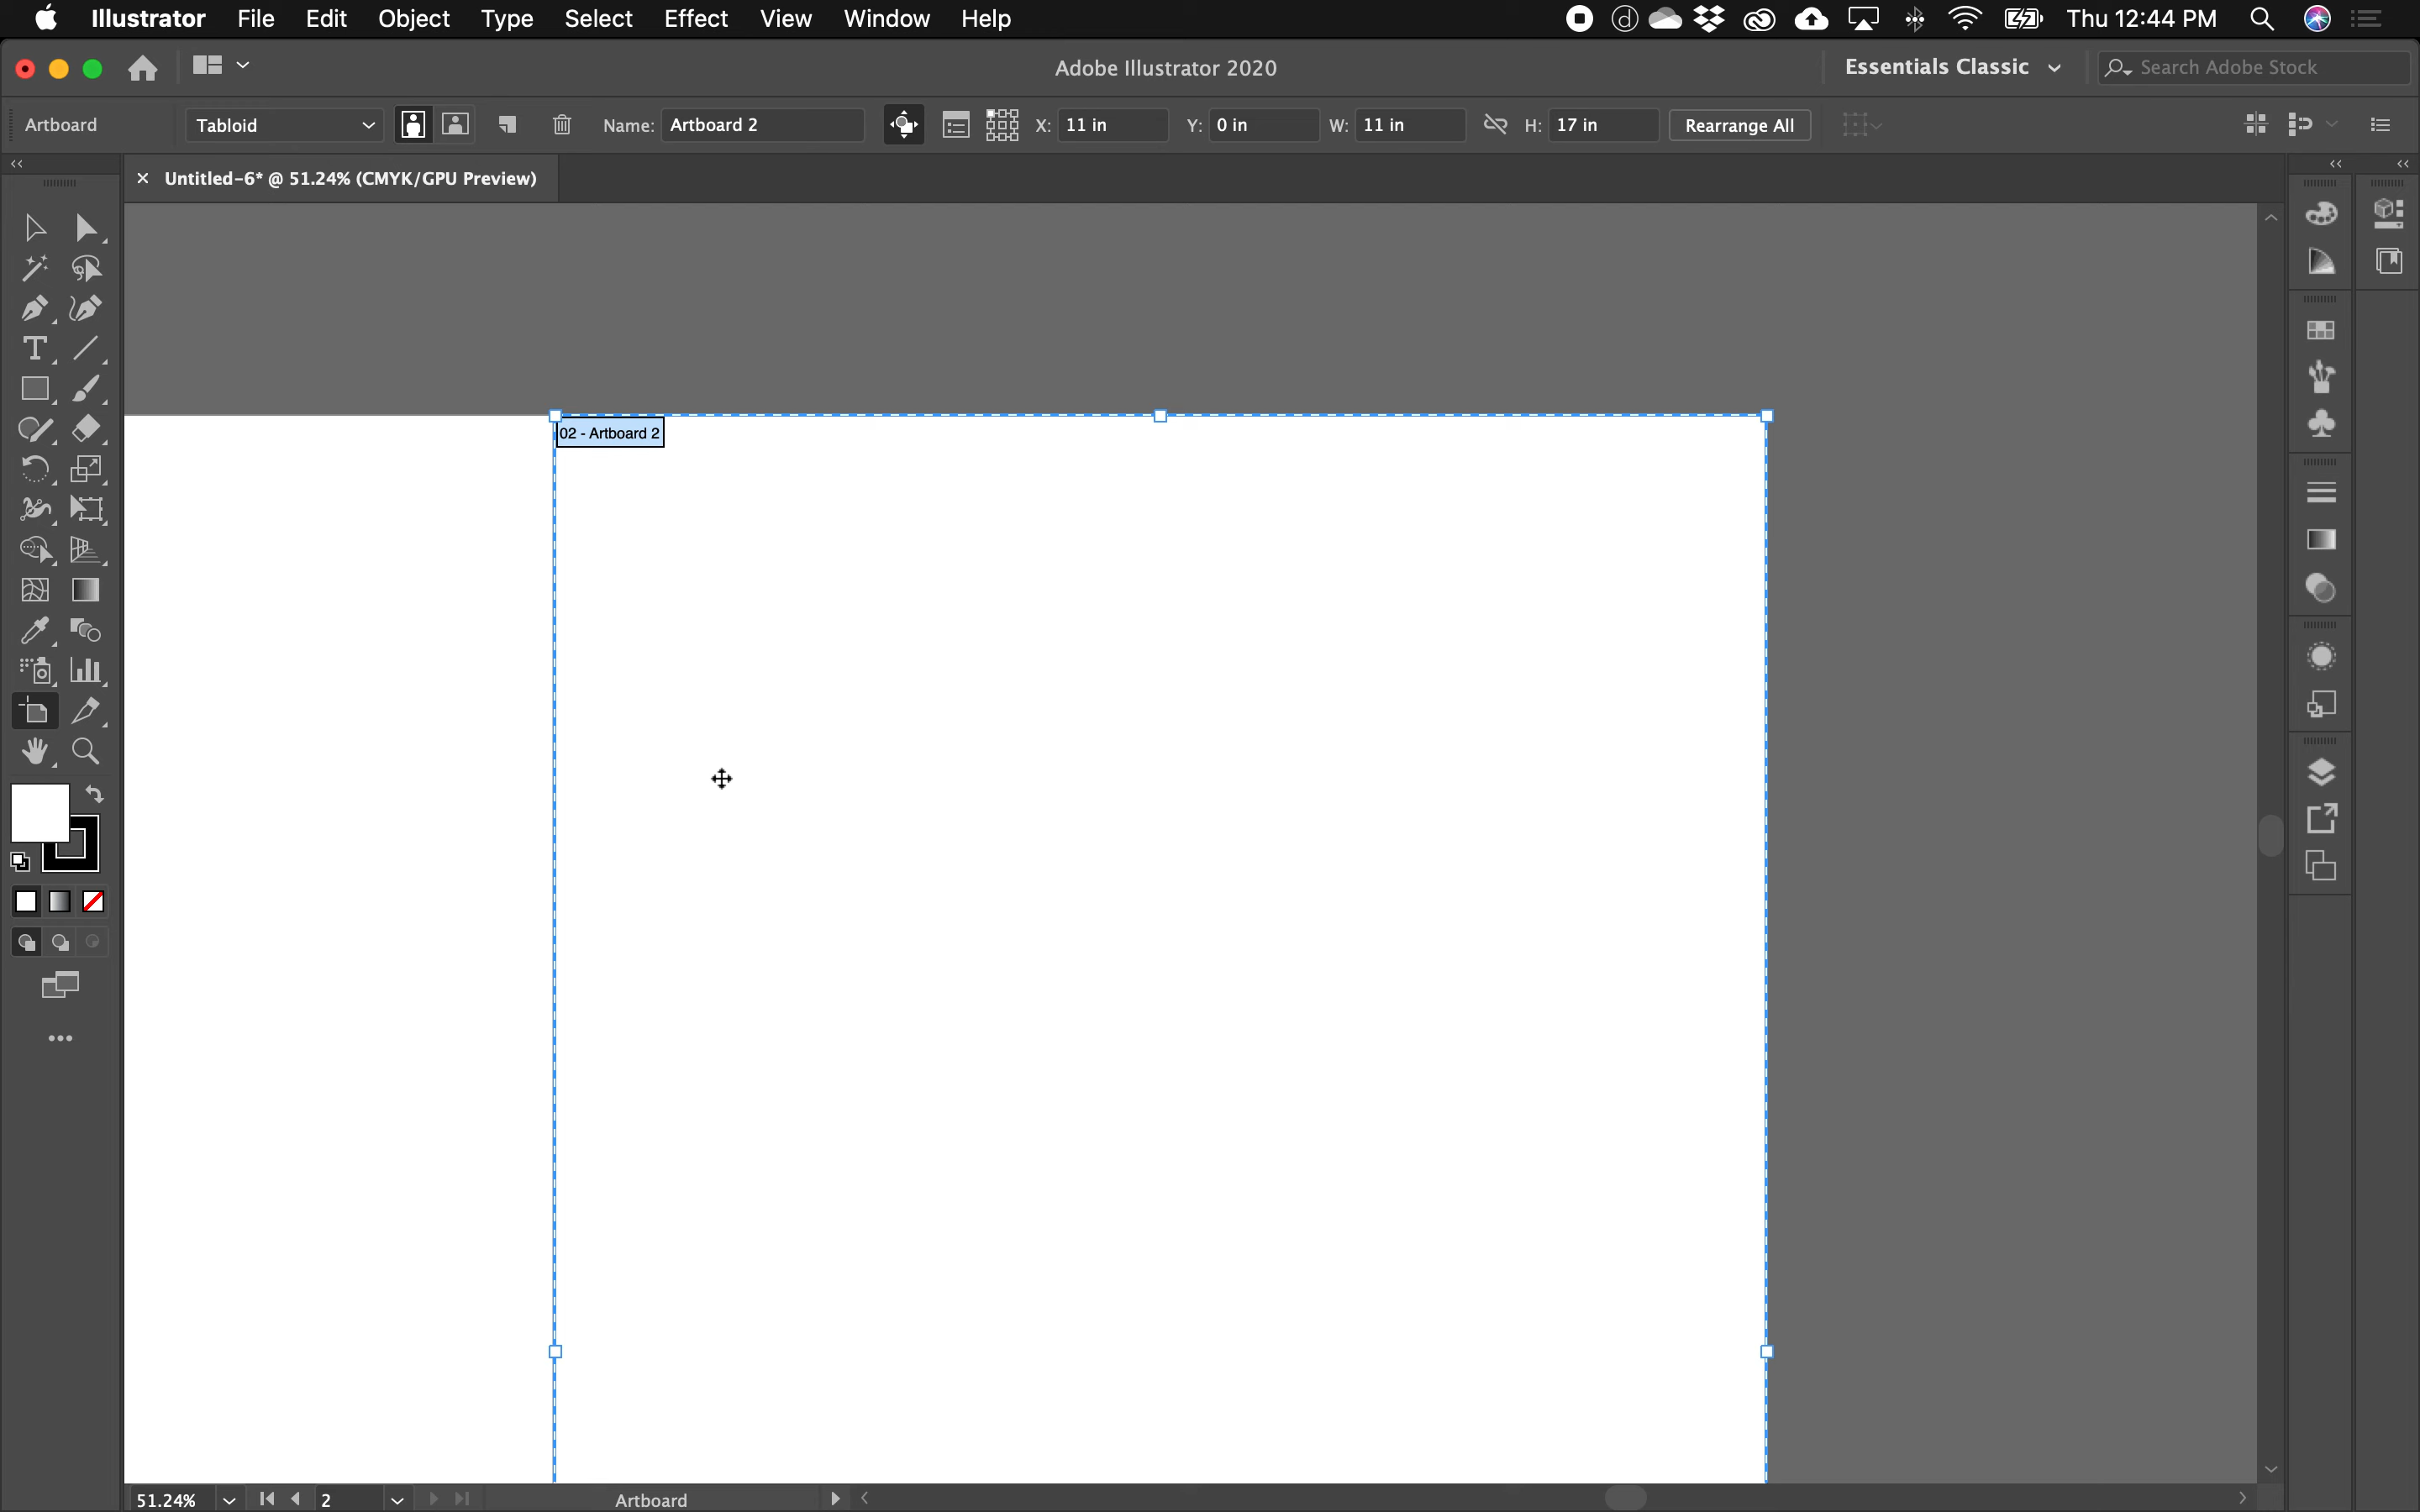 Illustrator File Edit Object Type Select Effect View Window Help Thu 12:44 PM
Adobe Illustrator 2020 Essentials Classic Search Adobe Stock
Artboard Tabloid Name: Artboard 2 X: 11 in Y: 0 in W: 11 in H: 17 in Rearrange All
Untitled-6* @ 51.24% (CMYK/GPU Preview)
02 - Artboard 2
51.24% 2 Artboard